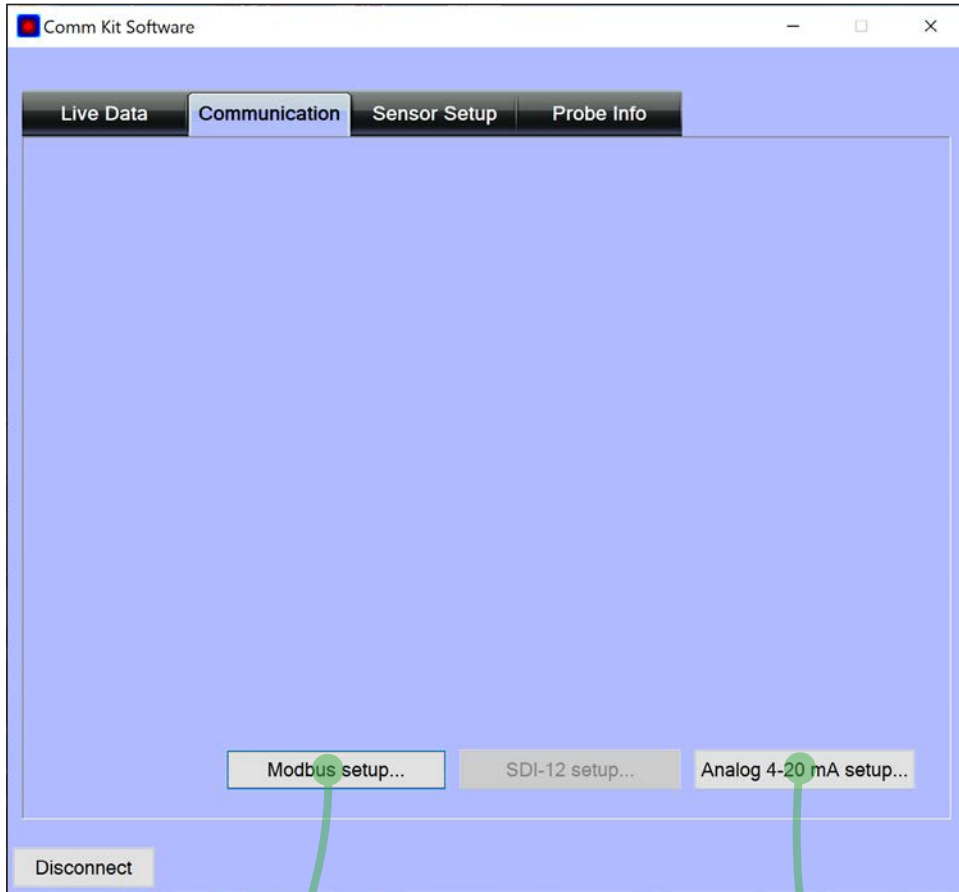 Comm Kit Software
Live Data Communication Sensor Setup Probe Info
Modbus setup... SDI-12 setup... Analog 4-20 mA setup...
Disconnect